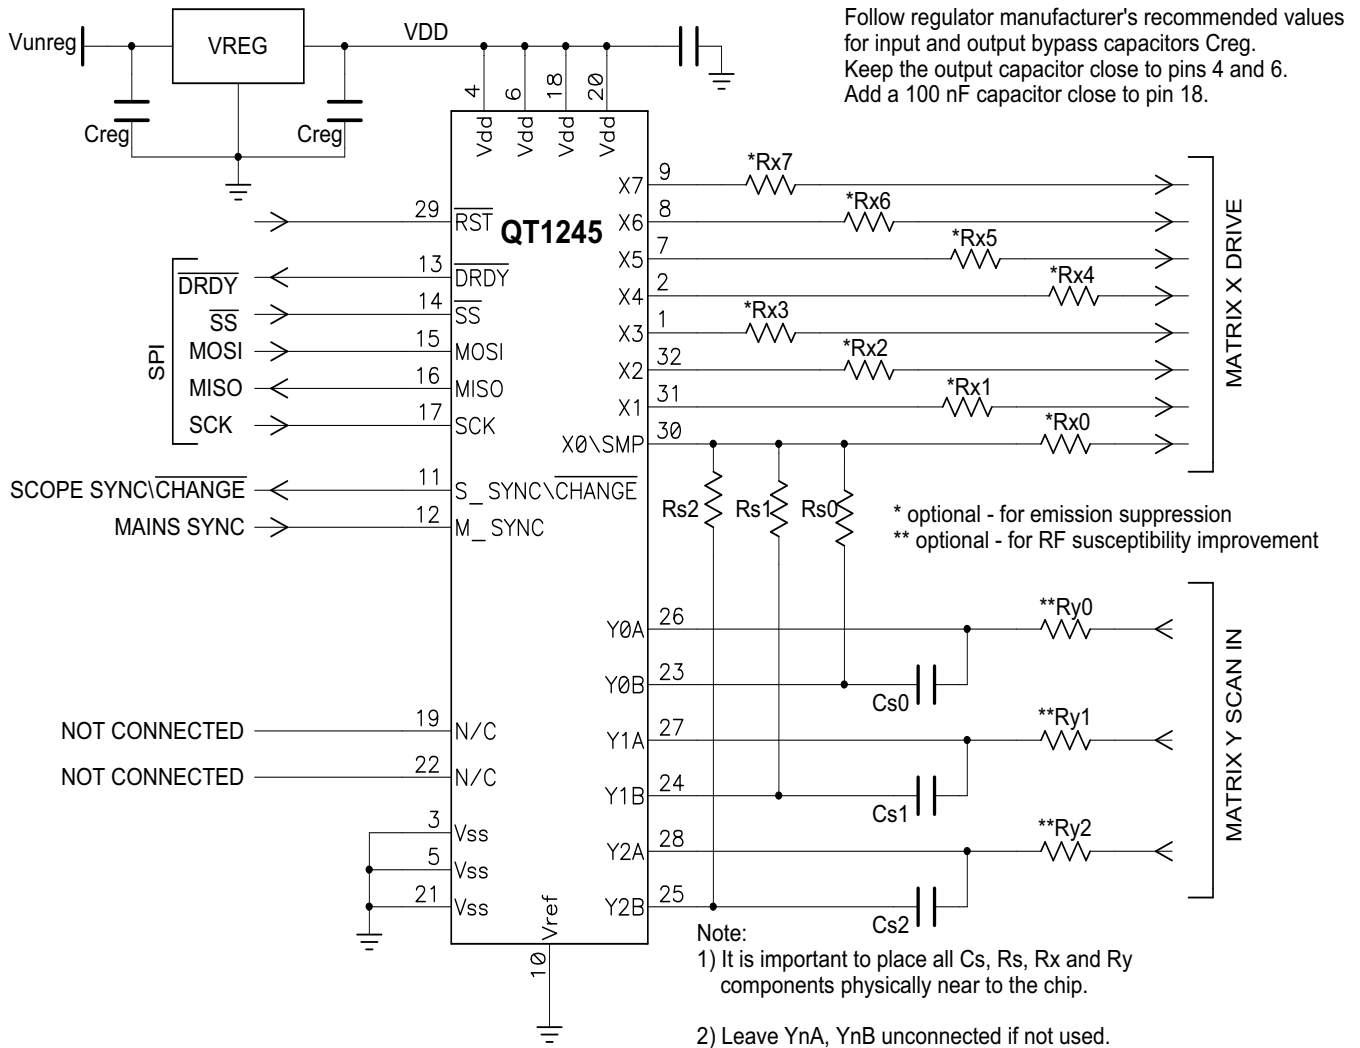 Follow regulator manufacturer's recommended values
for input and output bypass capacitors Creg.
Keep the output capacitor close to pins 4 and 6.
Add a 100 nF capacitor close to pin 18.
Vunreg
VREG
VDD
Creg
Creg
4
6
18
20
Vdd
Vdd
Vdd
Vdd
QT1245
29
RST
SPI
DRDY
13
DRDY
SS
14
SS
MOSI
15
MOSI
MISO
16
MISO
SCK
17
SCK
SCOPE SYNC\CHANGE
11
S_SYNC\CHANGE
MAINS SYNC
12
M_SYNC
NOT CONNECTED
19
N/C
NOT CONNECTED
22
N/C
3
Vss
5
Vss
21
Vss
Vref
10
X7
9
*Rx7
X6
8
*Rx6
X5
7
*Rx5
X4
2
*Rx4
X3
1
*Rx3
X2
32
*Rx2
X1
31
*Rx1
X0\SMP
30
*Rx0
MATRIX X DRIVE
Rs2
Rs1
Rs0
* optional - for emission suppression
** optional - for RF susceptibility improvement
Y0A
26
**Ry0
Y0B
23
Cs0
Y1A
27
**Ry1
Y1B
24
Cs1
Y2A
28
**Ry2
Y2B
25
Cs2
MATRIX Y SCAN IN
Note:
1) It is important to place all Cs, Rs, Rx and Ry
components physically near to the chip.
2) Leave YnA, YnB unconnected if not used.